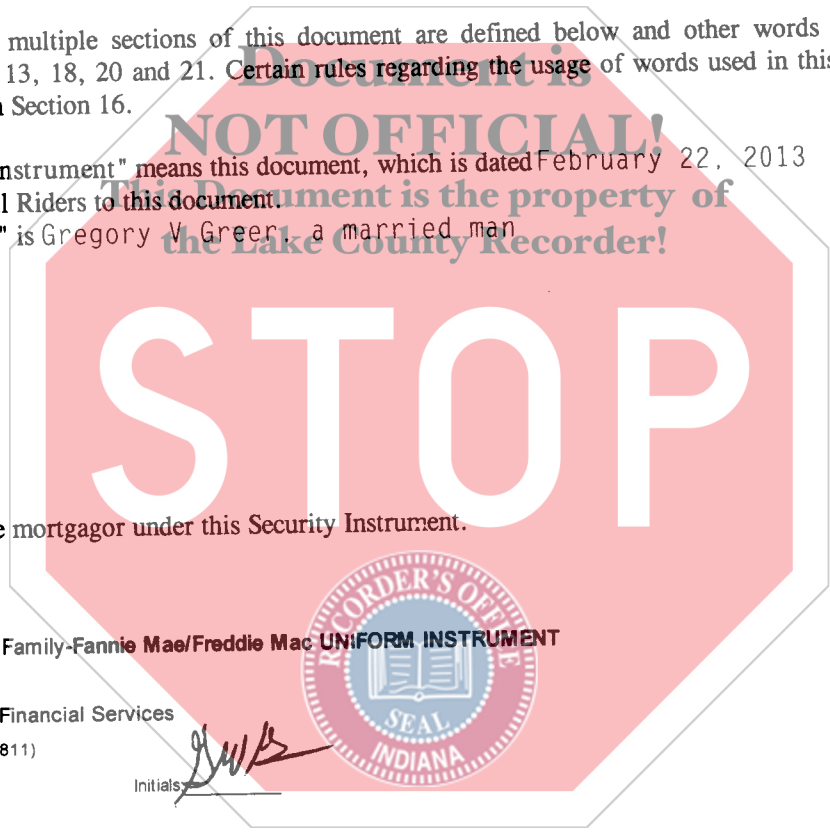 multiple sections of this document are defined below and other words
13, 18, 20 and 21. Certain rules regarding the usage of words used in this
Section 16.
Document is
NOT OFFICIAL!
This Document is the property of
the Lake County Recorder!
nstrument" means this document, which is dated February 22, 2013
l Riders to this document.
" is Gregory V Greer, a married man
STOP
e mortgagor under this Security Instrument.
RECORDER'S OFFICE
SEAL
INDIANA
Family-Fannie Mae/Freddie Mac UNIFORM INSTRUMENT
Financial Services
811)
Initials: